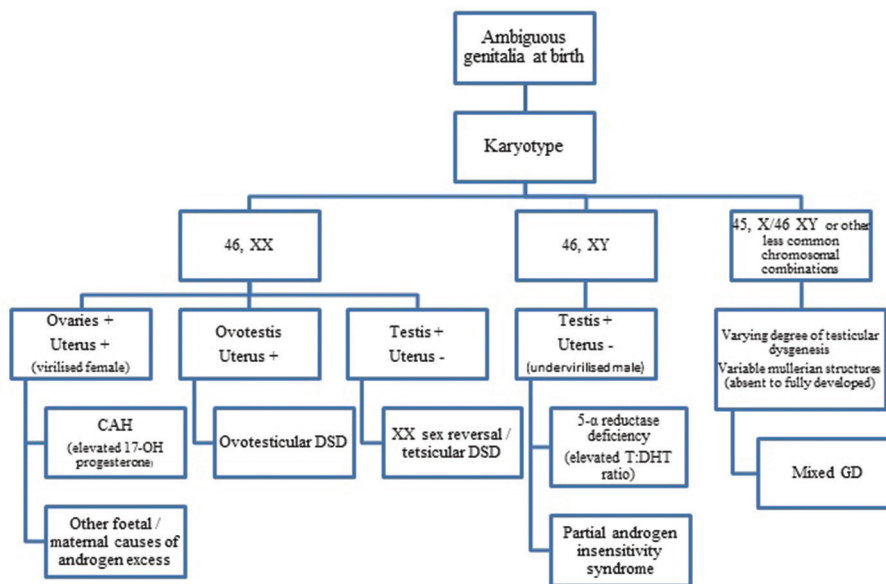 Ambiguous
genitalia at birth
Karyotype
46, XX
46, XY
45, X/46 XY or other
less common
chromosomal
combinations
Ovaries +
Uterus +
(virilised female)
Ovotestis
Uterus +
Testis +
Uterus -
Testis +
Uterus -
(undervirilised male)
Varying degree of testicular
dysgenesis
Variable mullerian structures
(absent to fully developed)
CAH
(elevated 17-OH
progesterone)
Ovotesticular DSD
XX sex reversal /
tetsicular DSD
5-α reductase
deficiency
(elevated T:DHT
ratio)
Mixed GD
Other foetal /
maternal causes of
androgen excess
Partial androgen
insensitivity
syndrome